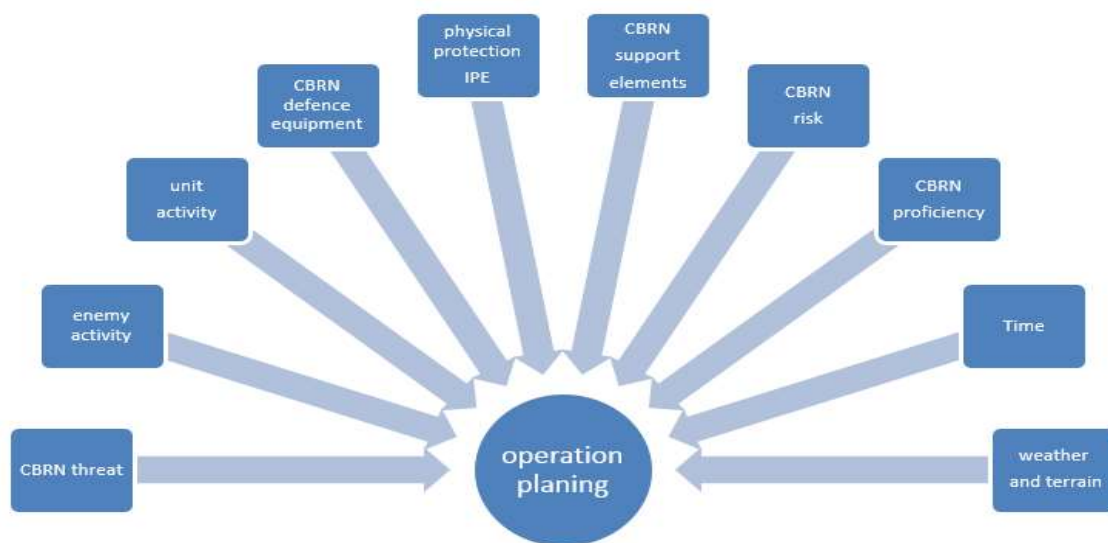 physical
protection
IPE
CBRN
support
elements
CBRN
defence
equipment
CBRN
risk
unit
activity
CBRN
proficiency
enemy
activity
Time
CBRN threat
operation
planing
weather
and terrain